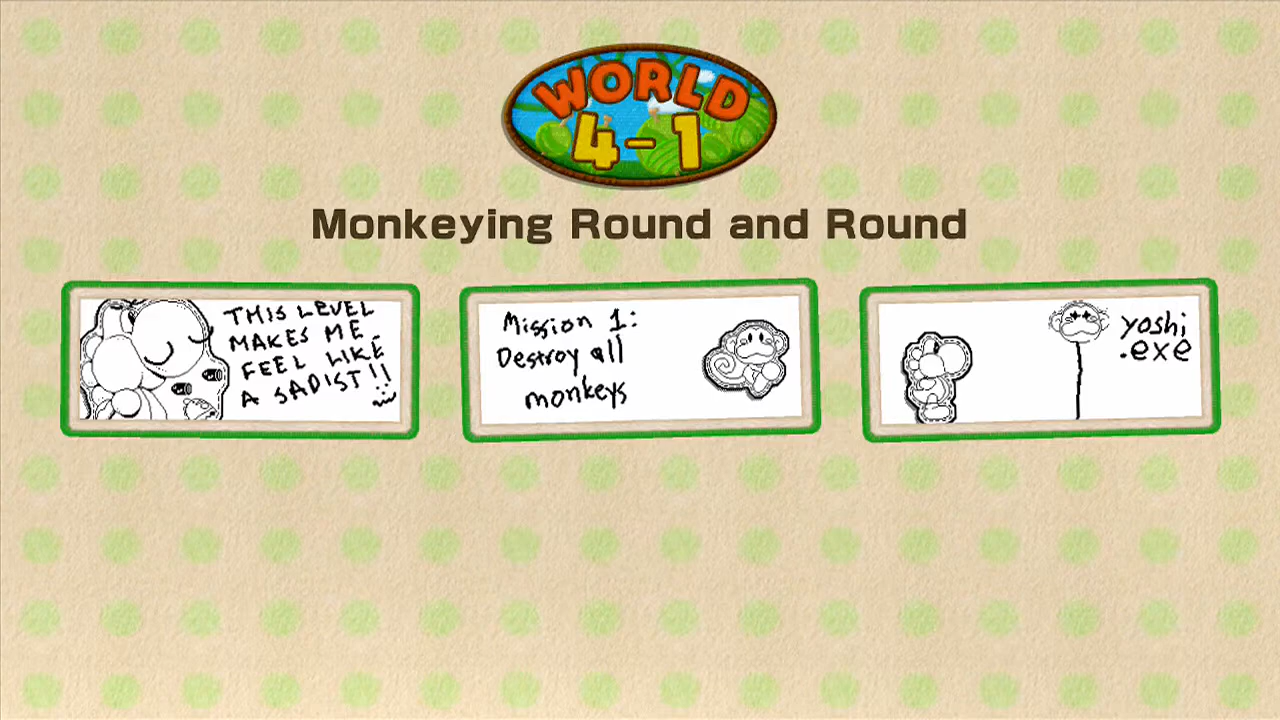 WORLD
4-1
Monkeying Round and Round
THIS LEVEL
MAKES ME
FEEL LIKE
A SADIST!!
Mission 1:
Destroy all
monkeys
yoshi
.exe